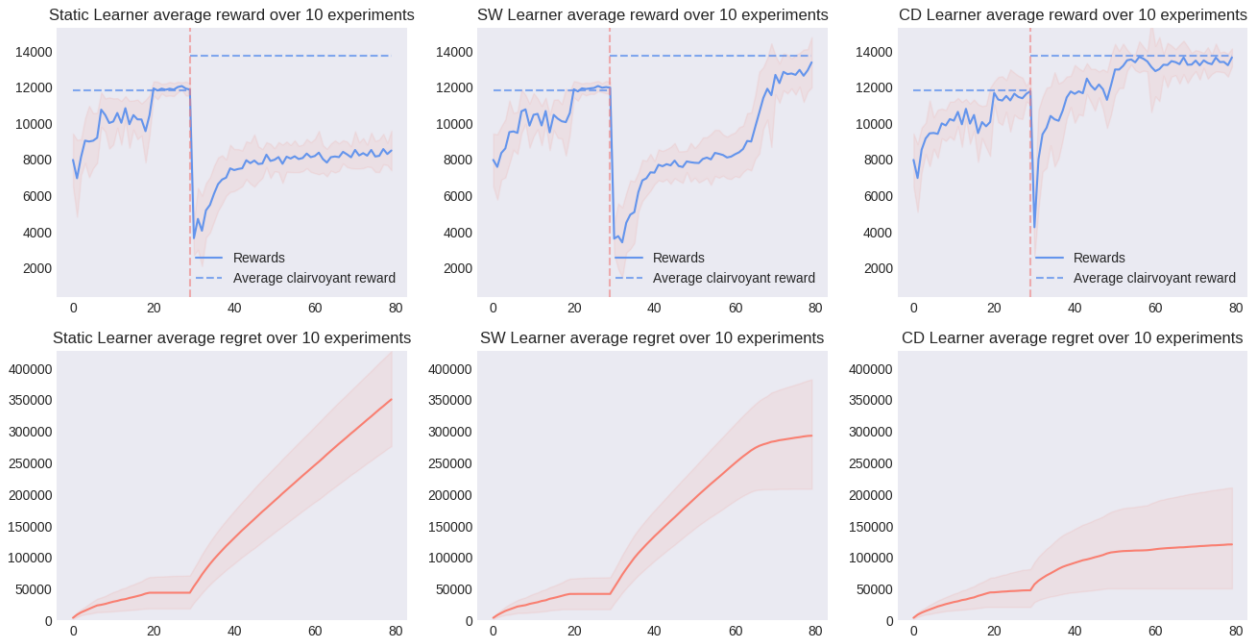 Static Learner average reward over 10 experiments
14000
12000
10000
8000
6000
4000
2000
Rewards
Average clairvoyant reward
0 20 40 60 80
SW Learner average reward over 10 experiments
14000
12000
10000
8000
6000
4000
2000
Rewards
Average clairvoyant reward
0 20 40 60 80
CD Learner average reward over 10 experiments
14000
12000
10000
8000
6000
4000
2000
Rewards
Average clairvoyant reward
0 20 40 60 80
Static Learner average regret over 10 experiments
400000
350000
300000
250000
200000
150000
100000
50000
0
0 20 40 60 80
SW Learner average regret over 10 experiments
400000
350000
300000
250000
200000
150000
100000
50000
0
0 20 40 60 80
CD Learner average regret over 10 experiments
400000
350000
300000
250000
200000
150000
100000
50000
0
0 20 40 60 80